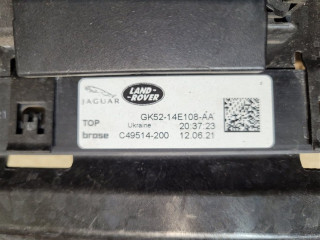 JAGUAR
LAND-
ROVER
GK52-14E108-AA
TOP
Ukraine
20:37:23
brose
C49514-200
12.06.21